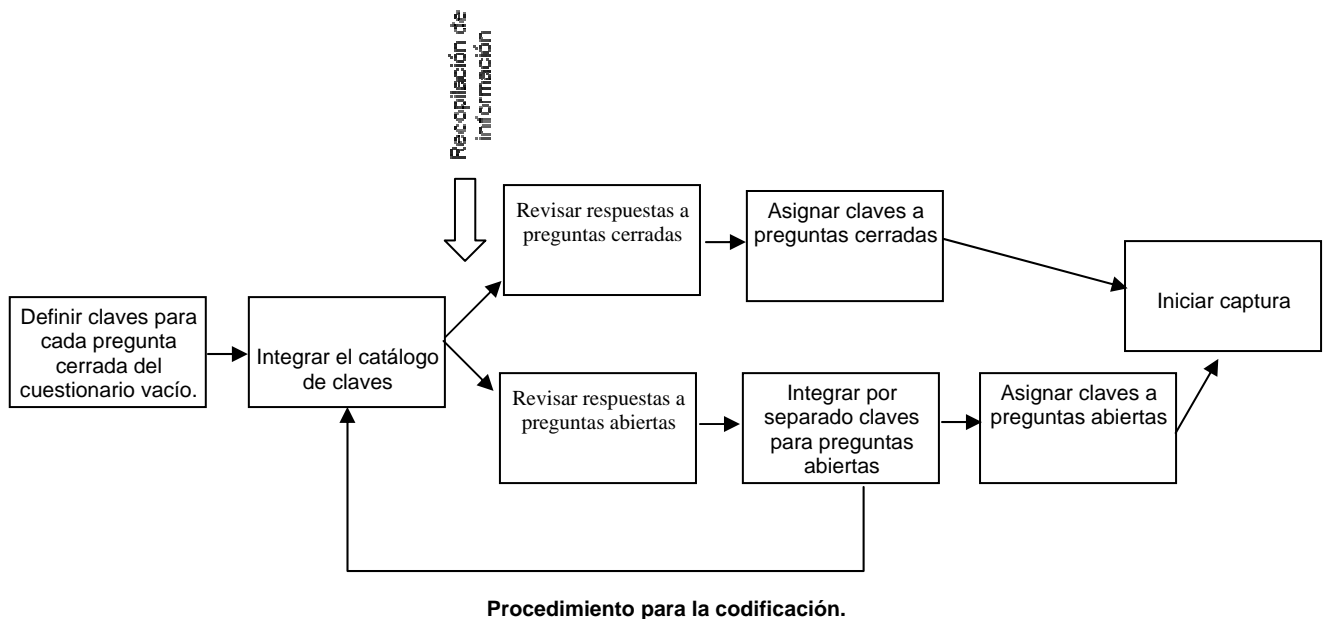 Recopilación de
información
Revisar respuestas a
preguntas cerradas
Asignar claves a
preguntas cerradas
Iniciar captura
Definir claves para
cada pregunta
cerrada del
cuestionario vacío.
Integrar el catálogo
de claves
Revisar respuestas a
preguntas abiertas
Integrar por
separado claves
para preguntas
abiertas
Asignar claves a
preguntas abiertas
Procedimiento para la codificación.